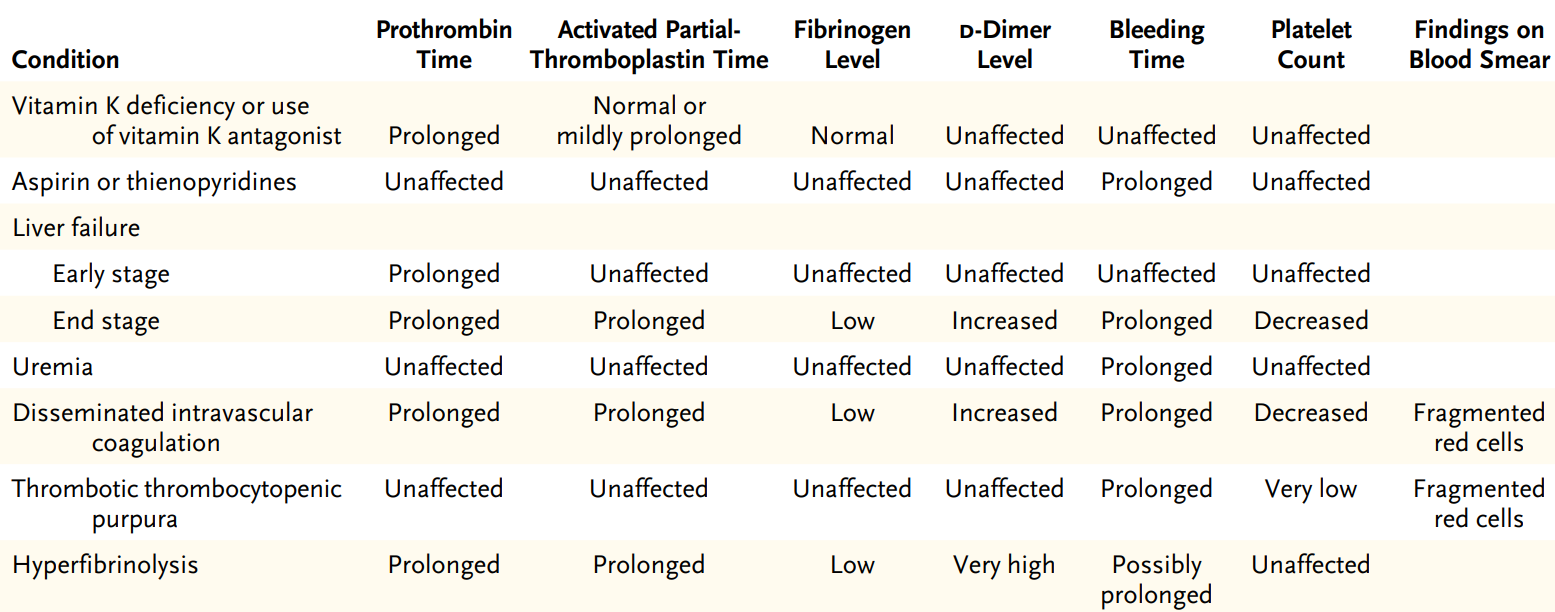 Condition Prothrombin Time Activated Partial-Thromboplastin Time Fibrinogen Level D-Dimer Level Bleeding Time Platelet Count Findings on Blood Smear
Vitamin K deficiency or use of vitamin K antagonist Prolonged Normal or mildly prolonged Normal Unaffected Unaffected Unaffected
Aspirin or thienopyridines Unaffected Unaffected Unaffected Unaffected Prolonged Unaffected
Liver failure
Early stage Prolonged Unaffected Unaffected Unaffected Unaffected Unaffected
End stage Prolonged Prolonged Low Increased Prolonged Decreased
Uremia Unaffected Unaffected Unaffected Unaffected Prolonged Unaffected
Disseminated intravascular coagulation Prolonged Prolonged Low Increased Prolonged Decreased Fragmented red cells
Thrombotic thrombocytopenic purpura Unaffected Unaffected Unaffected Unaffected Prolonged Very low Fragmented red cells
Hyperfibrinolysis Prolonged Prolonged Low Very high Possibly prolonged Unaffected